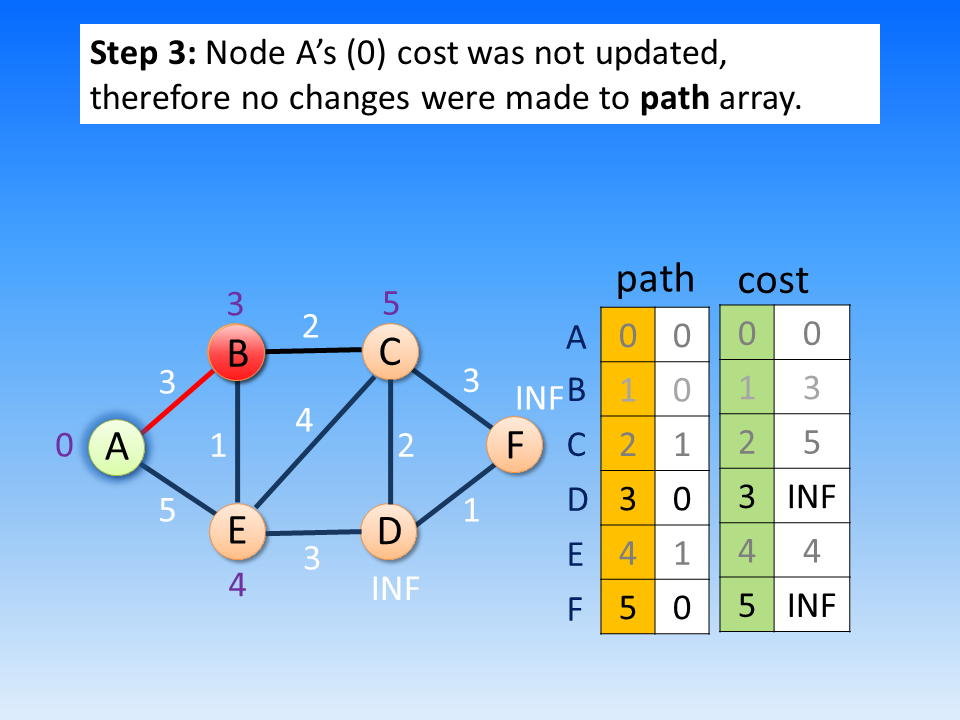 Step 3: Node A’s (0) cost was not updated,
therefore no changes were made to path array.
path cost
3 5
2
B C
3 3
INF
0 A 1 4 2 F
5 1
E D
3
4 INF
A 0 0 0 0
B 1 0 1 3
C 2 1 2 5
D 3 0 3 INF
E 4 1 4 4
F 5 0 5 INF